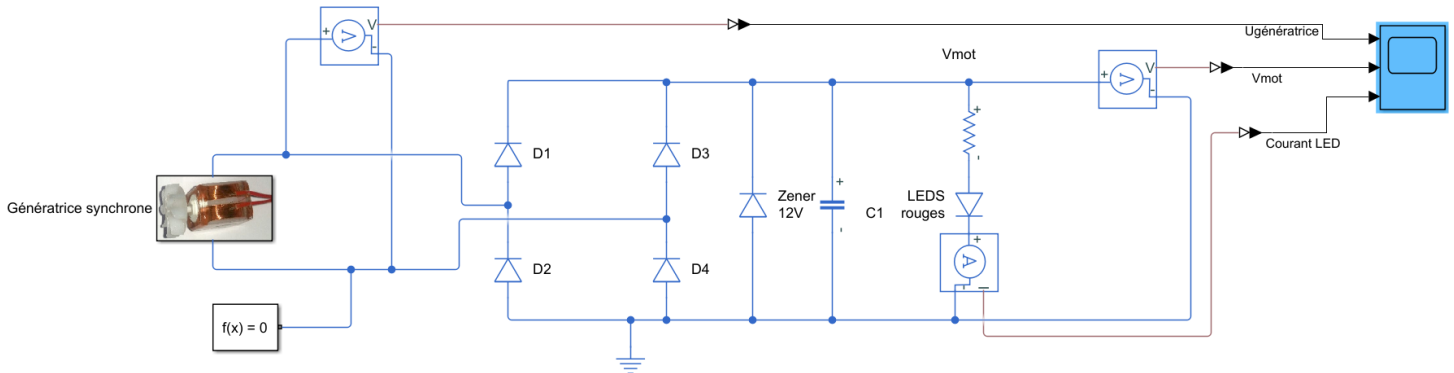 V
+
V
-
Ugénératrice
Vmot
+
V
V
-
Vmot
Courant LED
+
-
D1
D3
Génératrice synchrone
Zener
12V
+
C1
-
LEDS
rouges
+
A
-
I
D2
D4
f(x) = 0